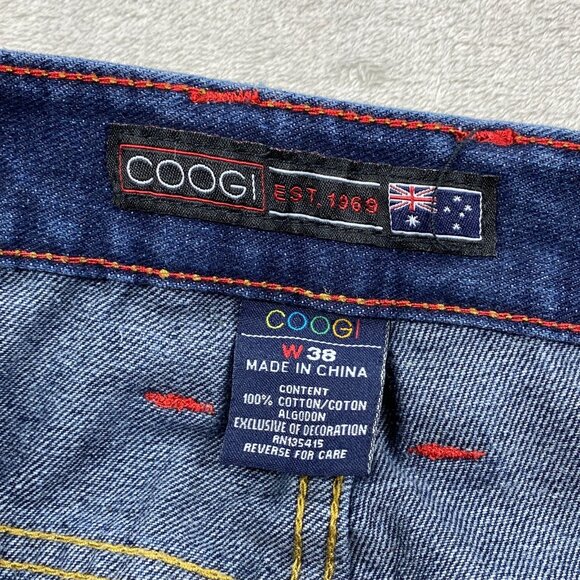 COOGI EST. 1969
COOGI
W 38
MADE IN CHINA
CONTENT
100% COTTON/COTON
ALGODON
EXCLUSIVE OF DECORATION
RN135415
REVERSE FOR CARE